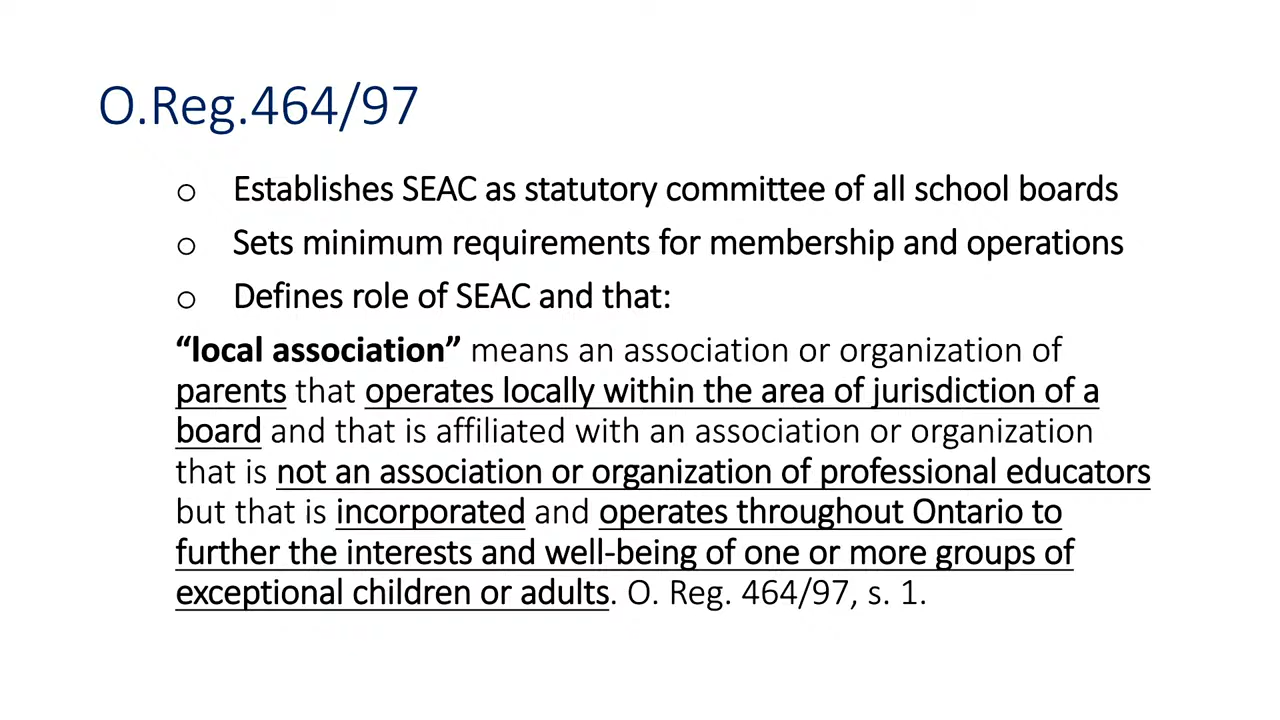 O.Reg.464/97
o Establishes SEAC as statutory committee of all school boards
o Sets minimum requirements for membership and operations
o Defines role of SEAC and that:
“local association” means an association or organization of
parents that operates locally within the area of jurisdiction of a
board and that is affiliated with an association or organization
that is not an association or organization of professional educators
but that is incorporated and operates throughout Ontario to
further the interests and well-being of one or more groups of
exceptional children or adults. O. Reg. 464/97, s. 1.